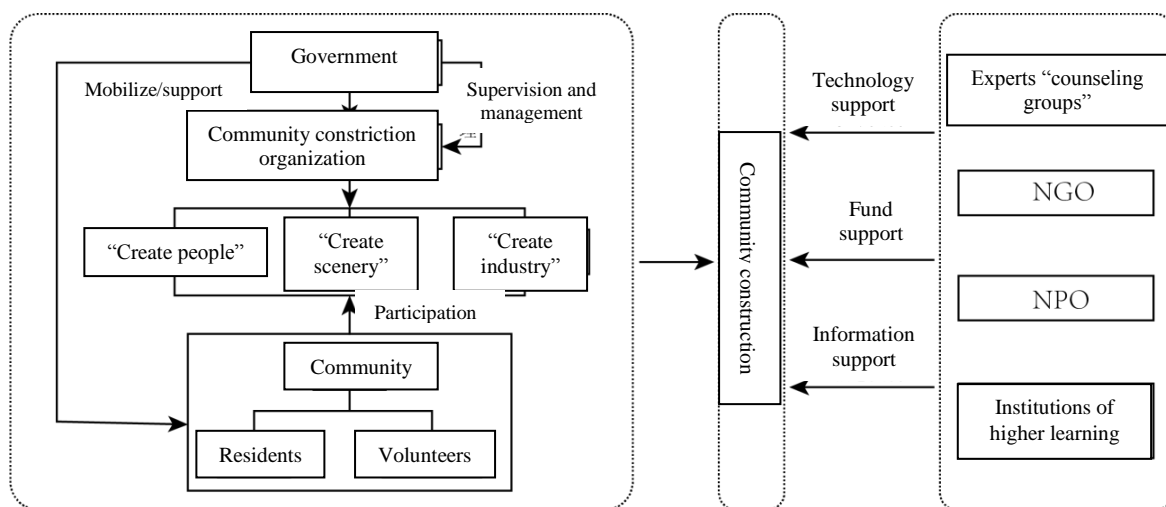 Government
Mobilize/support
Supervision and
management
Community constriction
organization
“Create people”
“Create
scenery”
“Create
industry”
Participation
Community
Residents
Volunteers
Community construction
Technology
support
Fund
support
Information
support
Experts “counseling
groups”
NGO
NPO
Institutions of
higher learning